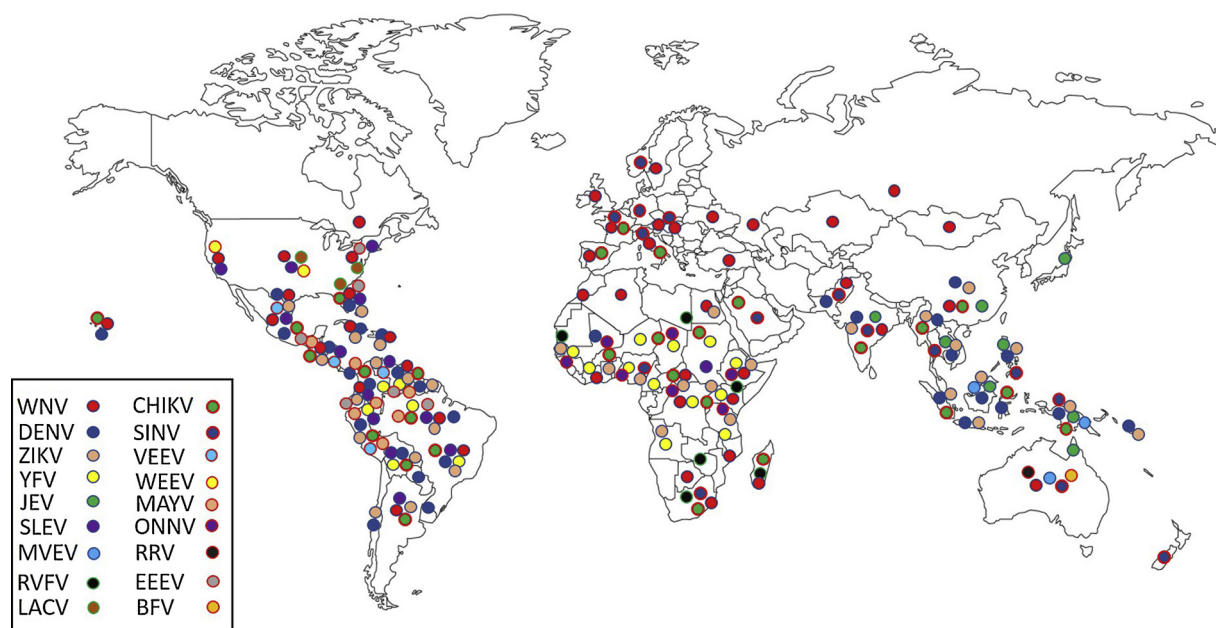 WNV CHIKV
DENV SINV
ZIKV VEEV
YFV WEEV
JEV MAYV
SLEV ONNV
MVEV RRV
RVFV EEEV
LACV BFV